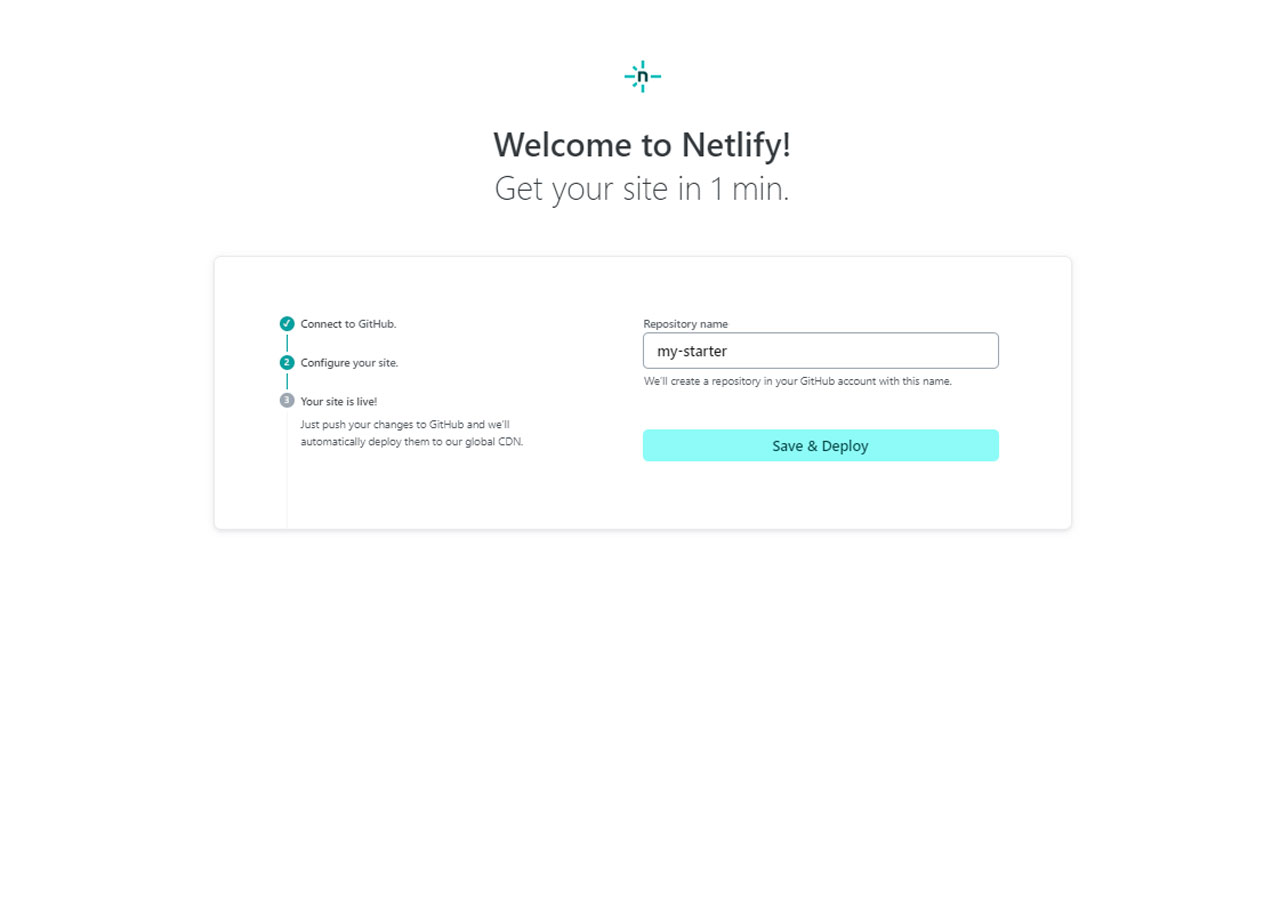 n
Welcome to Netlify!
Get your site in 1 min.
✓ Connect to GitHub.
2 Configure your site.
3 Your site is live!
Just push your changes to GitHub and we'll
automatically deploy them to our global CDN.
Repository name
my-starter
We'll create a repository in your GitHub account with this name.
Save & Deploy